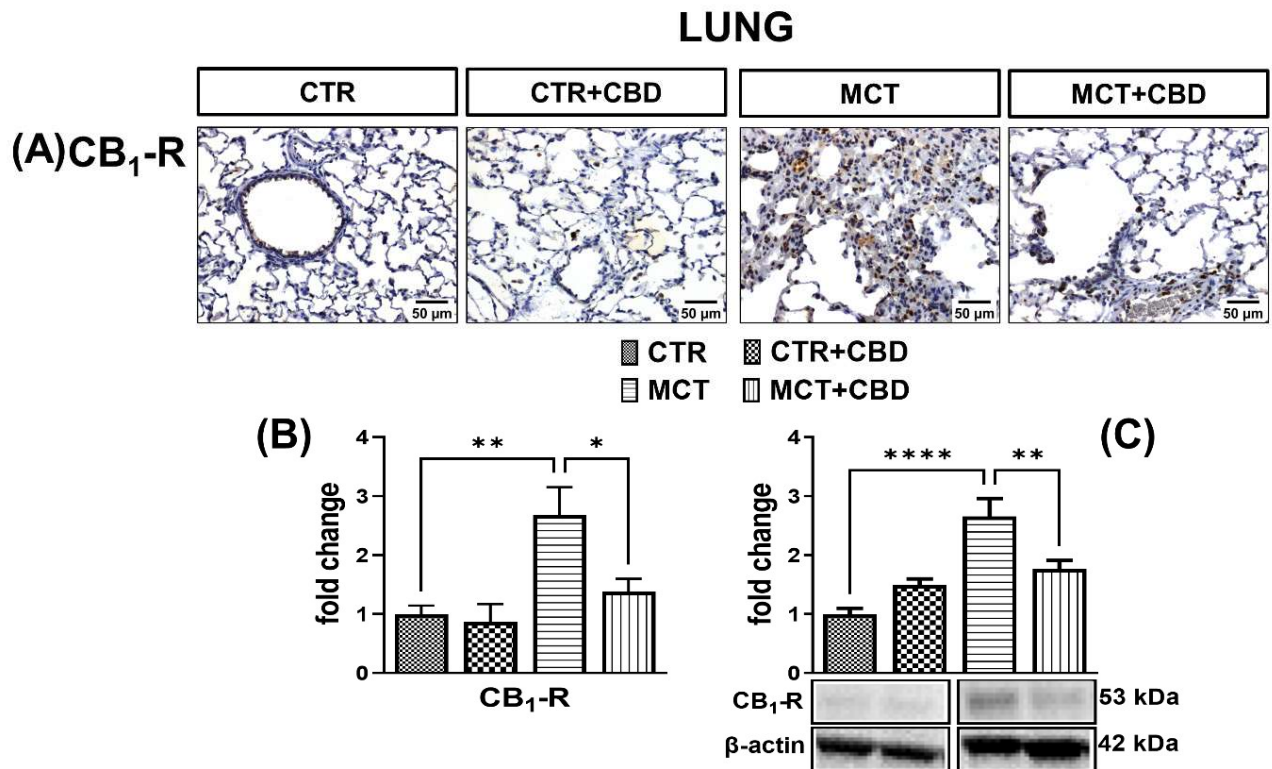 LUNG
CTR CTR+CBD MCT MCT+CBD
(A) CB₁-R
50 µm 50 µm 50 µm 50 µm
CTR CTR+CBD
MCT MCT+CBD
(B) (C)
** *
**** **
4 4
3 3
2 2
1 1
0 0
fold change fold change
CB₁-R
CB₁-R 53 kDa
β-actin 42 kDa